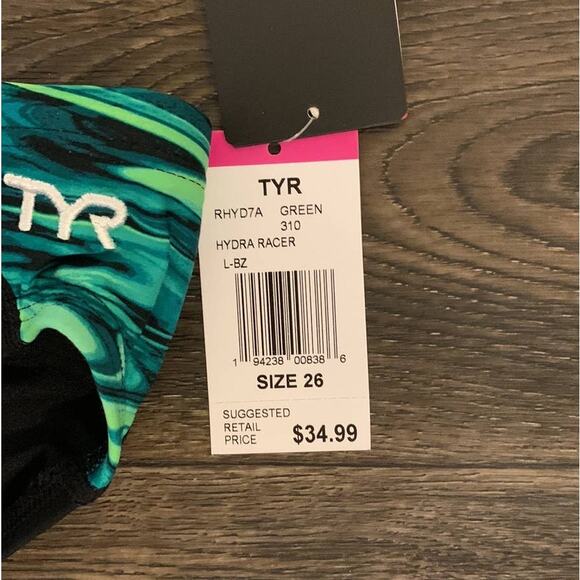 TYR
TYR
RHYD7A GREEN
310
HYDRA RACER
L-BZ
1 94238 00838 6
SIZE 26
SUGGESTED
RETAIL
PRICE $34.99